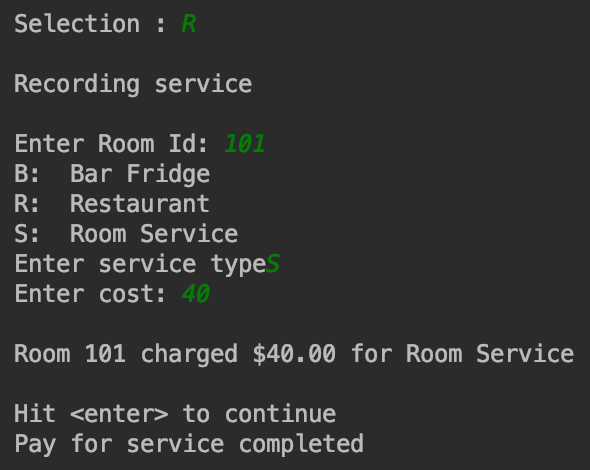 Selection : R
Recording service
Enter Room Id: 101
B:  Bar Fridge
R:  Restaurant
S:  Room Service
Enter service typeS
Enter cost: 40
Room 101 charged $40.00 for Room Service
Hit <enter> to continue
Pay for service completed